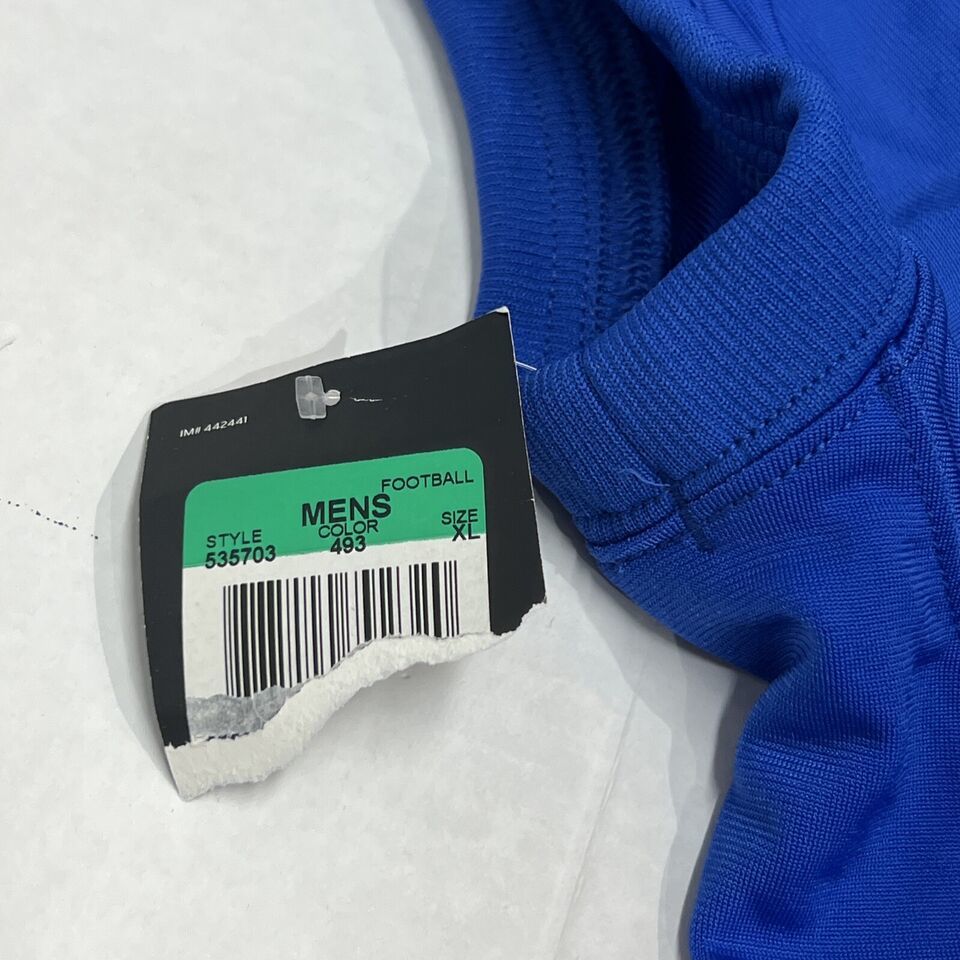 IM# 442441
FOOTBALL
MENS
STYLE COLOR SIZE
535703 493 XL